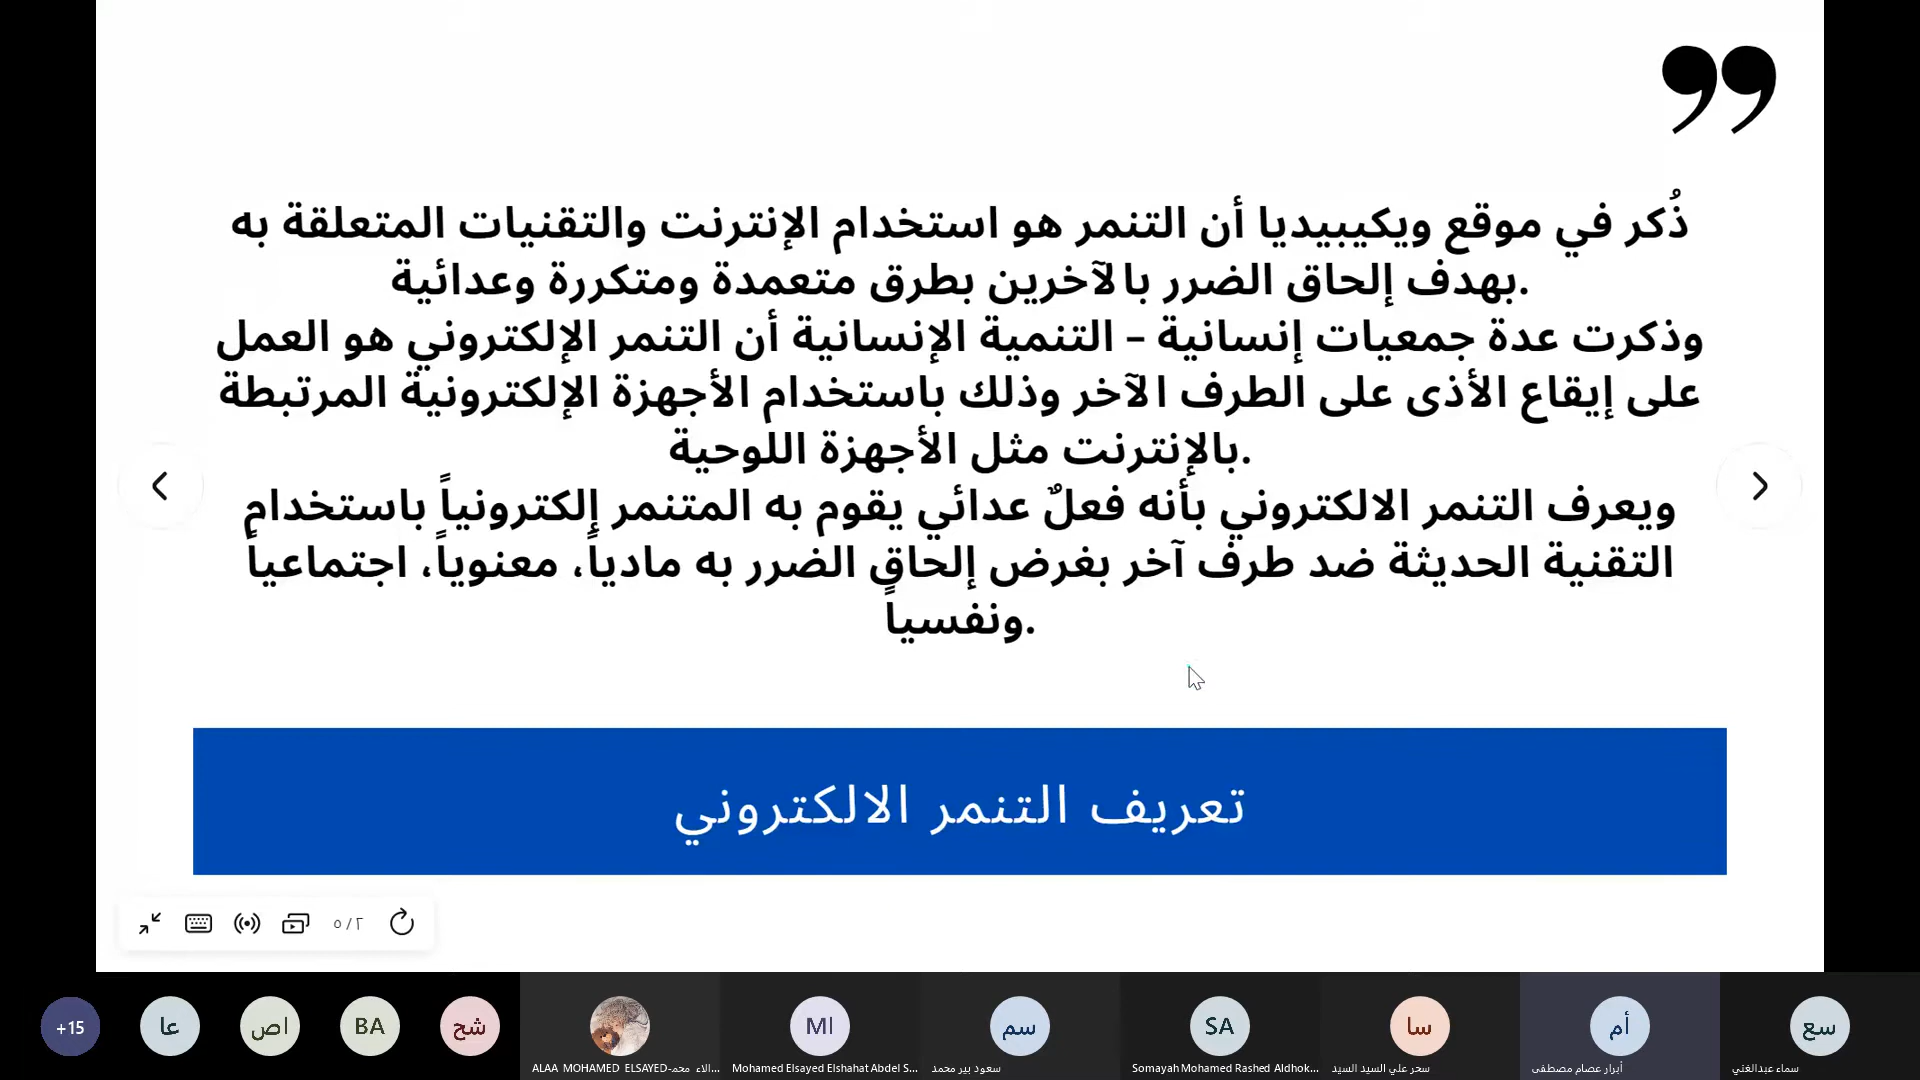 ذُكر في موقع ويكيبيديا أن التنمر هو استخدام الإنترنت والتقنيات المتعلقة به
بهدف إلحاق الضرر بالآخرين بطرق متعمدة ومتكررة وعدائية.
وذكرت عدة جمعيات إنسانية – التنمية الإنسانية أن التنمر الإلكتروني هو العمل
على إيقاع الأذى على الطرف الآخر وذلك باستخدام الأجهزة الإلكترونية المرتبطة
بالإنترنت مثل الأجهزة اللوحية.
ويعرف التنمر الالكتروني بأنه فعلٌ عدائي يقوم به المتنمر إلكترونياً باستخدام
التقنية الحديثة ضد طرف آخر بغرض إلحاق الضرر به مادياً، معنوياً، اجتماعياً
ونفسياً.
تعريف التنمر الالكتروني
٥/٢
+15
عا
اص
BA
شح
MI
سم
SA
سا
أم
سع
ALAA MOHAMED ELSAYED-الاء محمـ...
Mohamed Elsayed Elshahat Abdel S...
سعود بير محمد
Somayah Mohamed Rashed Aldhok...
سحر علي السيد السيد
أبرار عصام مصطفى
سماء عبدالغني